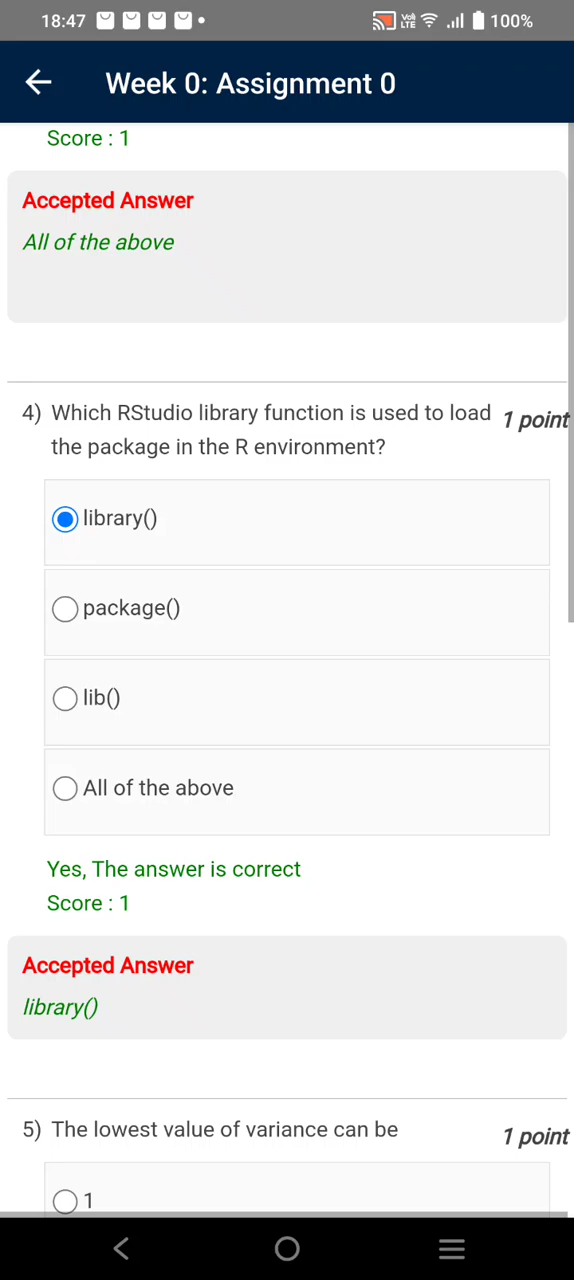 18:47
Vo) LTE
100%
Week 0: Assignment 0
Score : 1
Accepted Answer
All of the above
4) Which RStudio library function is used to load
1 point
the package in the R environment?
library()
package()
lib()
All of the above
Yes, The answer is correct
Score : 1
Accepted Answer
library()
5) The lowest value of variance can be
1 point
1